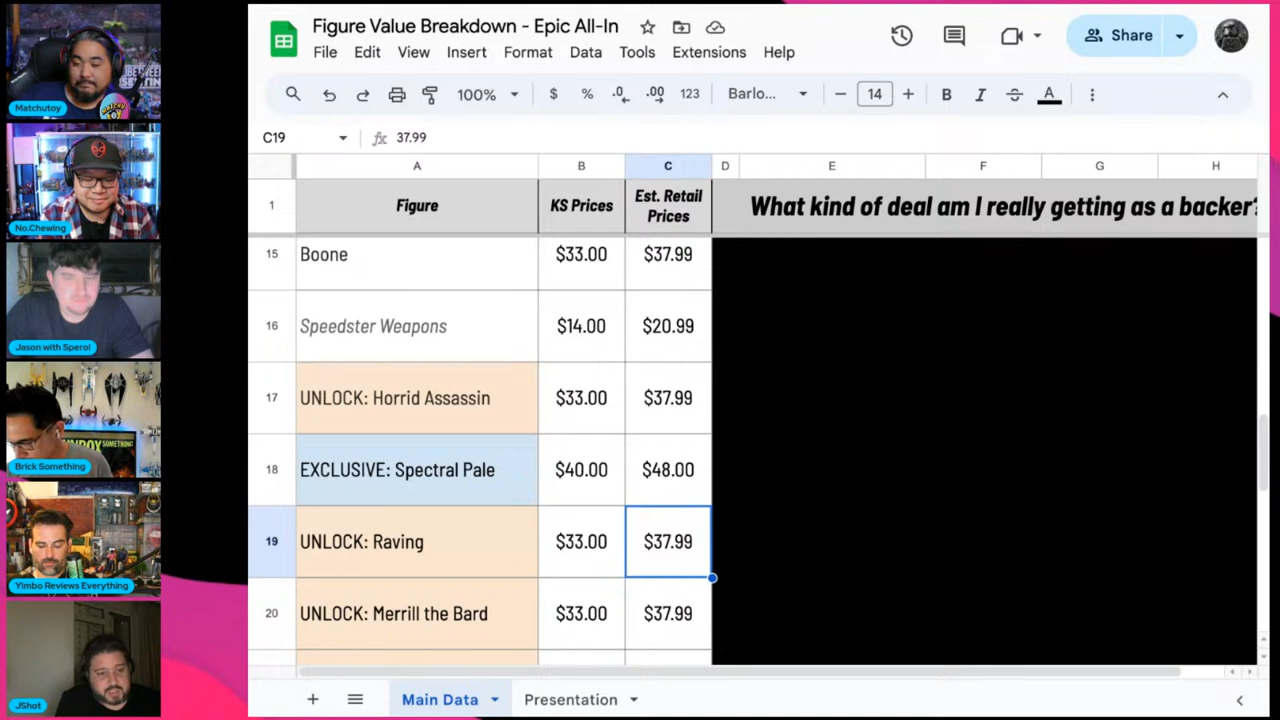 Matchutoy
No.Chewing
Jason with Speroi
UNBOX
SOMETHING
Brick Something
Yimbo Reviews Everything
JShot
Figure Value Breakdown - Epic All-In
File Edit View Insert Format Data Tools Extensions Help
Share
100% $ % .0 .00 123 Barlo... 14 B I S A
C19 fx 37.99
A B C D E F G H
1 Figure KS Prices Est. Retail Prices What kind of deal am I really getting as a backer?
15 Boone $33.00 $37.99
16 Speedster Weapons $14.00 $20.99
17 UNLOCK: Horrid Assassin $33.00 $37.99
18 EXCLUSIVE: Spectral Pale $40.00 $48.00
19 UNLOCK: Raving $33.00 $37.99
20 UNLOCK: Merrill the Bard $33.00 $37.99
Main Data Presentation